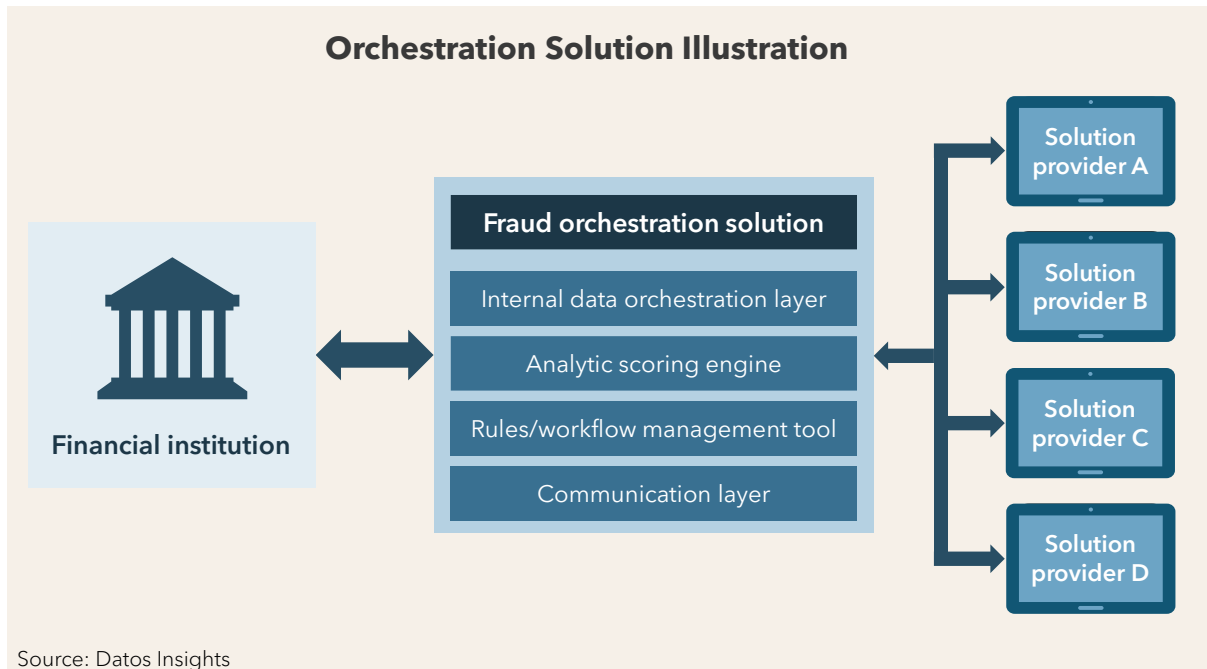 Orchestration Solution Illustration
Financial institution
Fraud orchestration solution
Internal data orchestration layer
Analytic scoring engine
Rules/workflow management tool
Communication layer
Solution
provider A
Solution
provider B
Solution
provider C
Solution
provider D
Source: Datos Insights